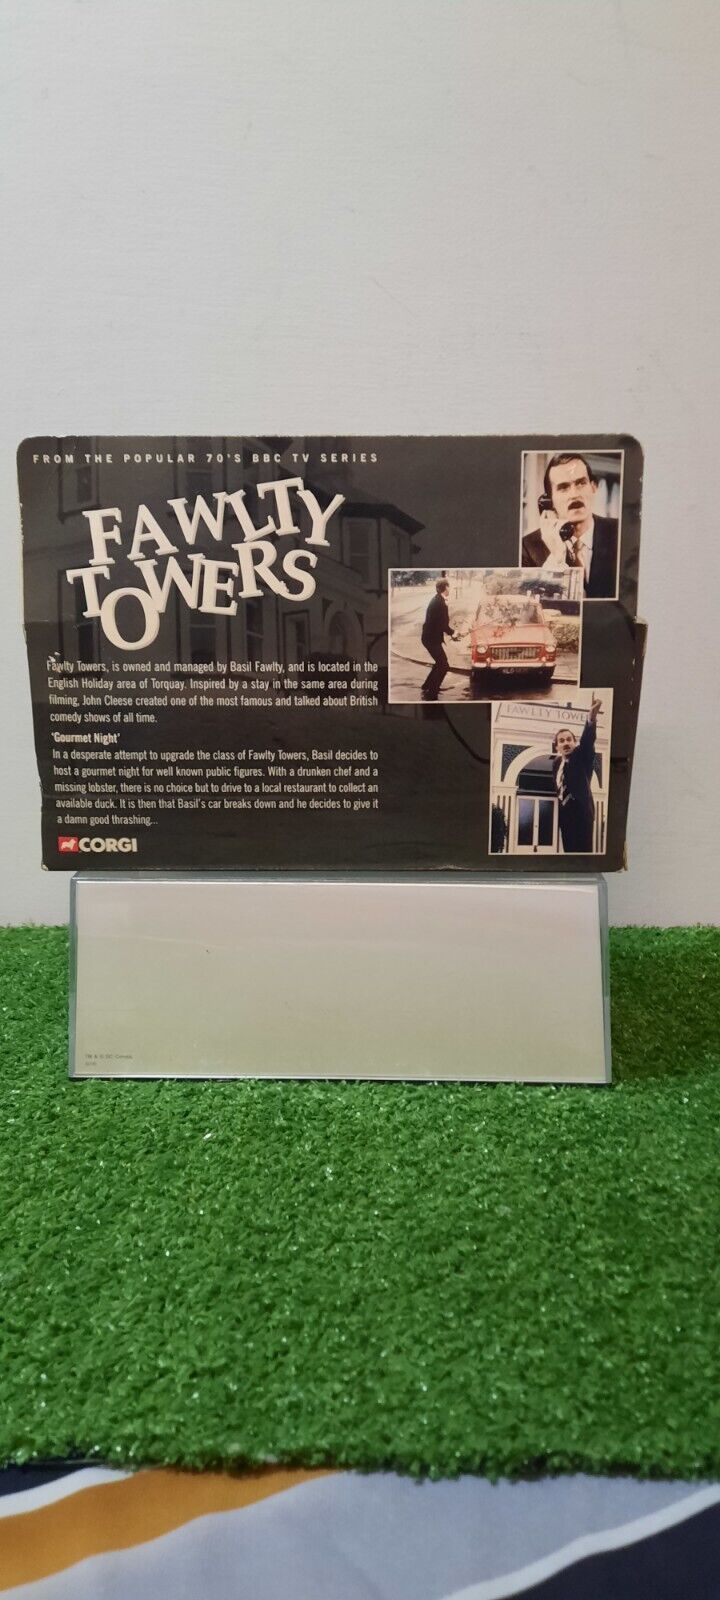 FROM THE POPULAR 70'S BBC TV SERIES
FAWLTY
TOWERS
Fawlty Towers, is owned and managed by Basil Fawlty, and is located in the
English Holiday area of Torquay. Inspired by a stay in the same area during
filming, John Cleese created one of the most famous and talked about British
comedy shows of all time.
'Gourmet Night'
In a desperate attempt to upgrade the class of Fawlty Towers, Basil decides to
host a gourmet night for well known public figures. With a drunken chef and a
missing lobster, there is no choice but to drive to a local restaurant to collect an
available duck. It is then that Basil's car breaks down and he decides to give it
a damn good thrashing...
CORGI
FAWLTY TOWE
TM & © DC Comics